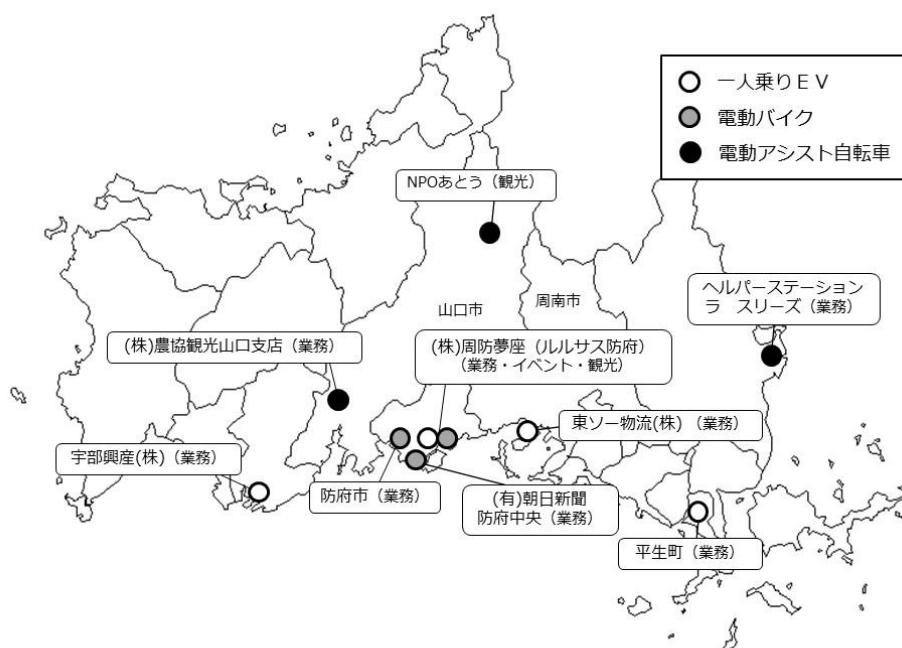 一人乗りＥＶ
電動バイク
電動アシスト自転車
NPOあとう（観光）
ヘルパーステーション
ラ　スリーズ（業務）
周南市
山口市
(株)農協観光山口支店（業務）
(株)周防夢座（ルルサス防府）
（業務・イベント・観光）
東ソー物流(株)（業務）
宇部興産(株)（業務）
防府市（業務）
(有)朝日新聞
防府中央（業務）
平生町（業務）